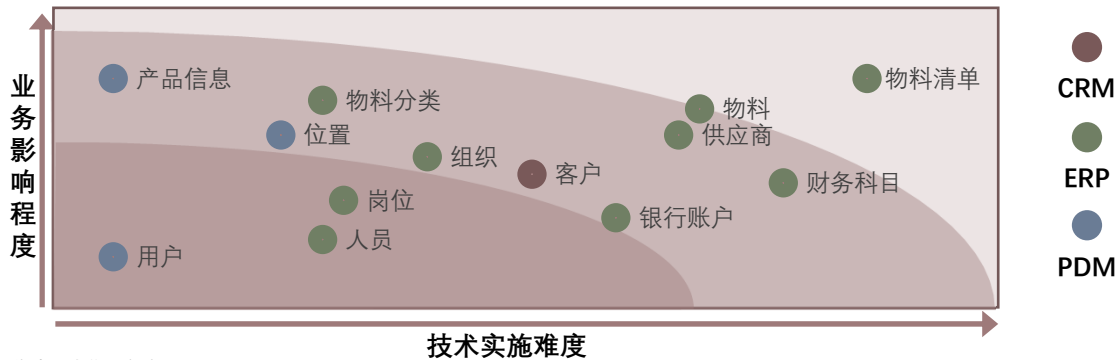 业务影响程度
产品信息
物料分类
位置
组织
岗位
人员
用户
客户
物料
供应商
银行账户
财务科目
物料清单
CRM
ERP
PDM
技术实施难度